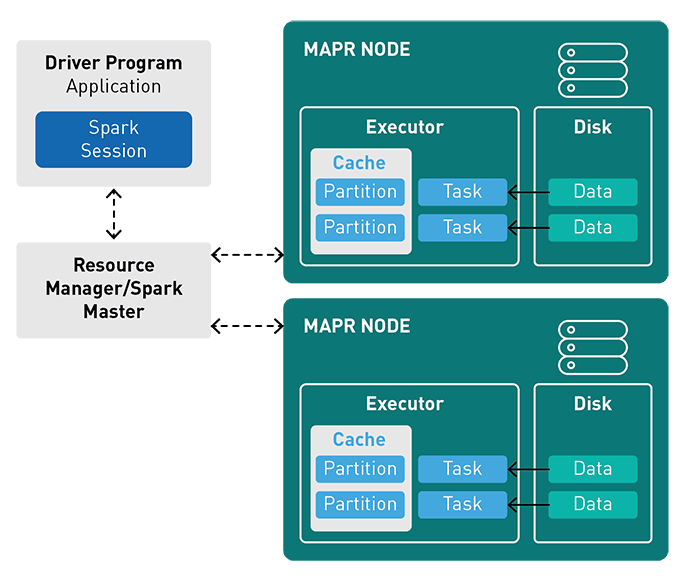 Driver Program
Application
Spark
Session
Resource
Manager/Spark
Master
MAPR NODE
Executor
Disk
Cache
Partition
Task
Data
Partition
Task
Data
MAPR NODE
Executor
Disk
Cache
Partition
Task
Data
Partition
Task
Data